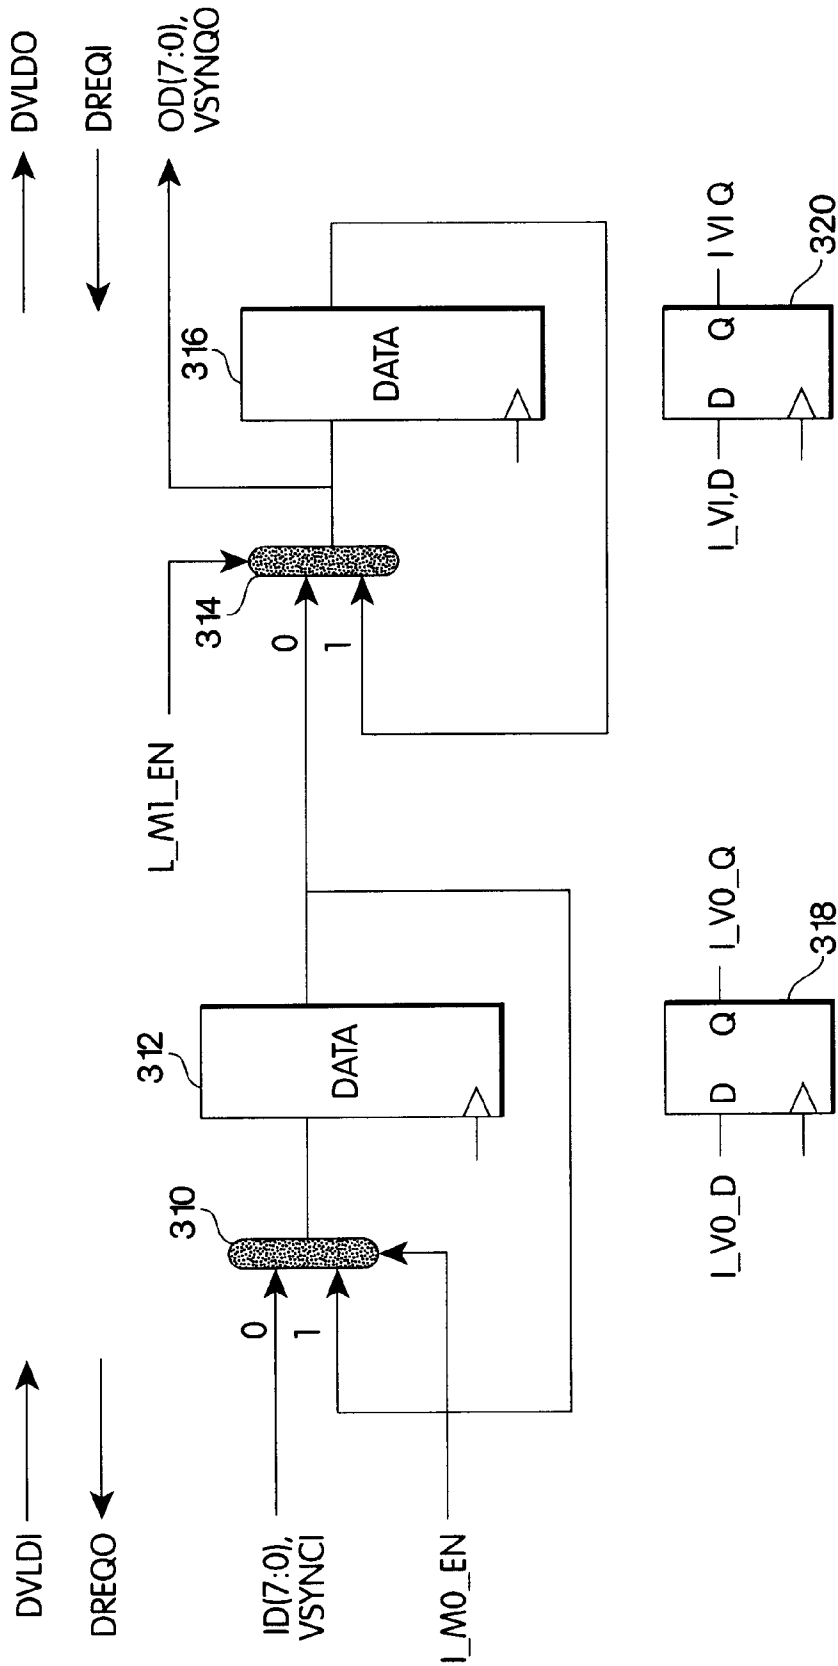 DVLDI
DVLDO
DREQO
DREQI
OD(7:0),
VSYNQO
L_M1_EN
316
DATA
314
0
1
312
DATA
310
0
1
ID(7:0),
VSYNCI
I_M0_EN
I_V0_D
D
Q
I_V0_Q
318
I_VI,D
D
Q
I VI Q
320